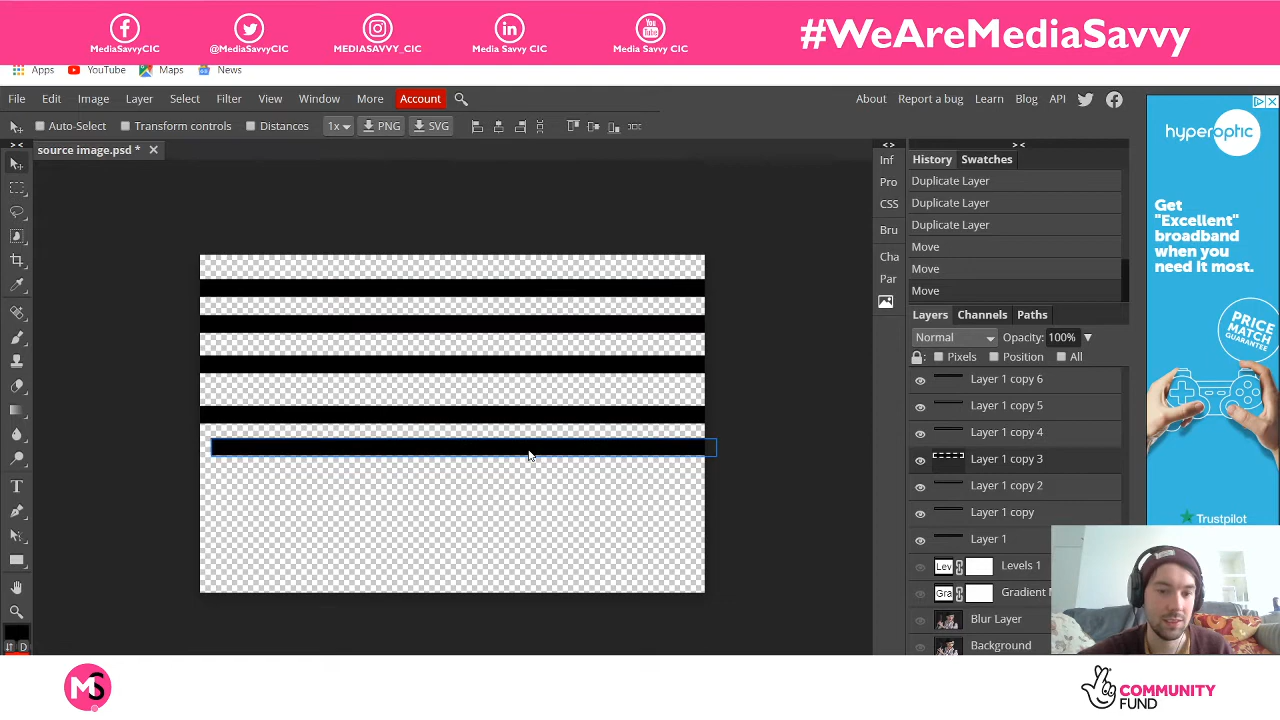 MediaSavvyCIC
@MediaSavvyCIC
MEDIASAVVY_CIC
Media Savvy CIC
You Tube
Media Savvy CIC
#WeAreMediaSavvy
Apps YouTube Maps News
File Edit Image Layer Select Filter View Window More Account
About Report a bug Learn Blog API
Auto-Select Transform controls Distances 1x PNG SVG
source image.psd *
Inf
Pro
CSS
Bru
Cha
Par
History Swatches
Duplicate Layer
Duplicate Layer
Duplicate Layer
Move
Move
Move
Layers Channels Paths
Normal Opacity: 100%
Pixels Position All
Layer 1 copy 6
Layer 1 copy 5
Layer 1 copy 4
Layer 1 copy 3
Layer 1 copy 2
Layer 1 copy
Layer 1
Lev Levels 1
Gra Gradient
Blur Layer
Background
hyperoptic
Get
"Excellent"
broadband
when you
need it most.
PRICE
MATCH
GUARANTEE
Trustpilot
D
MS
COMMUNITY
FUND